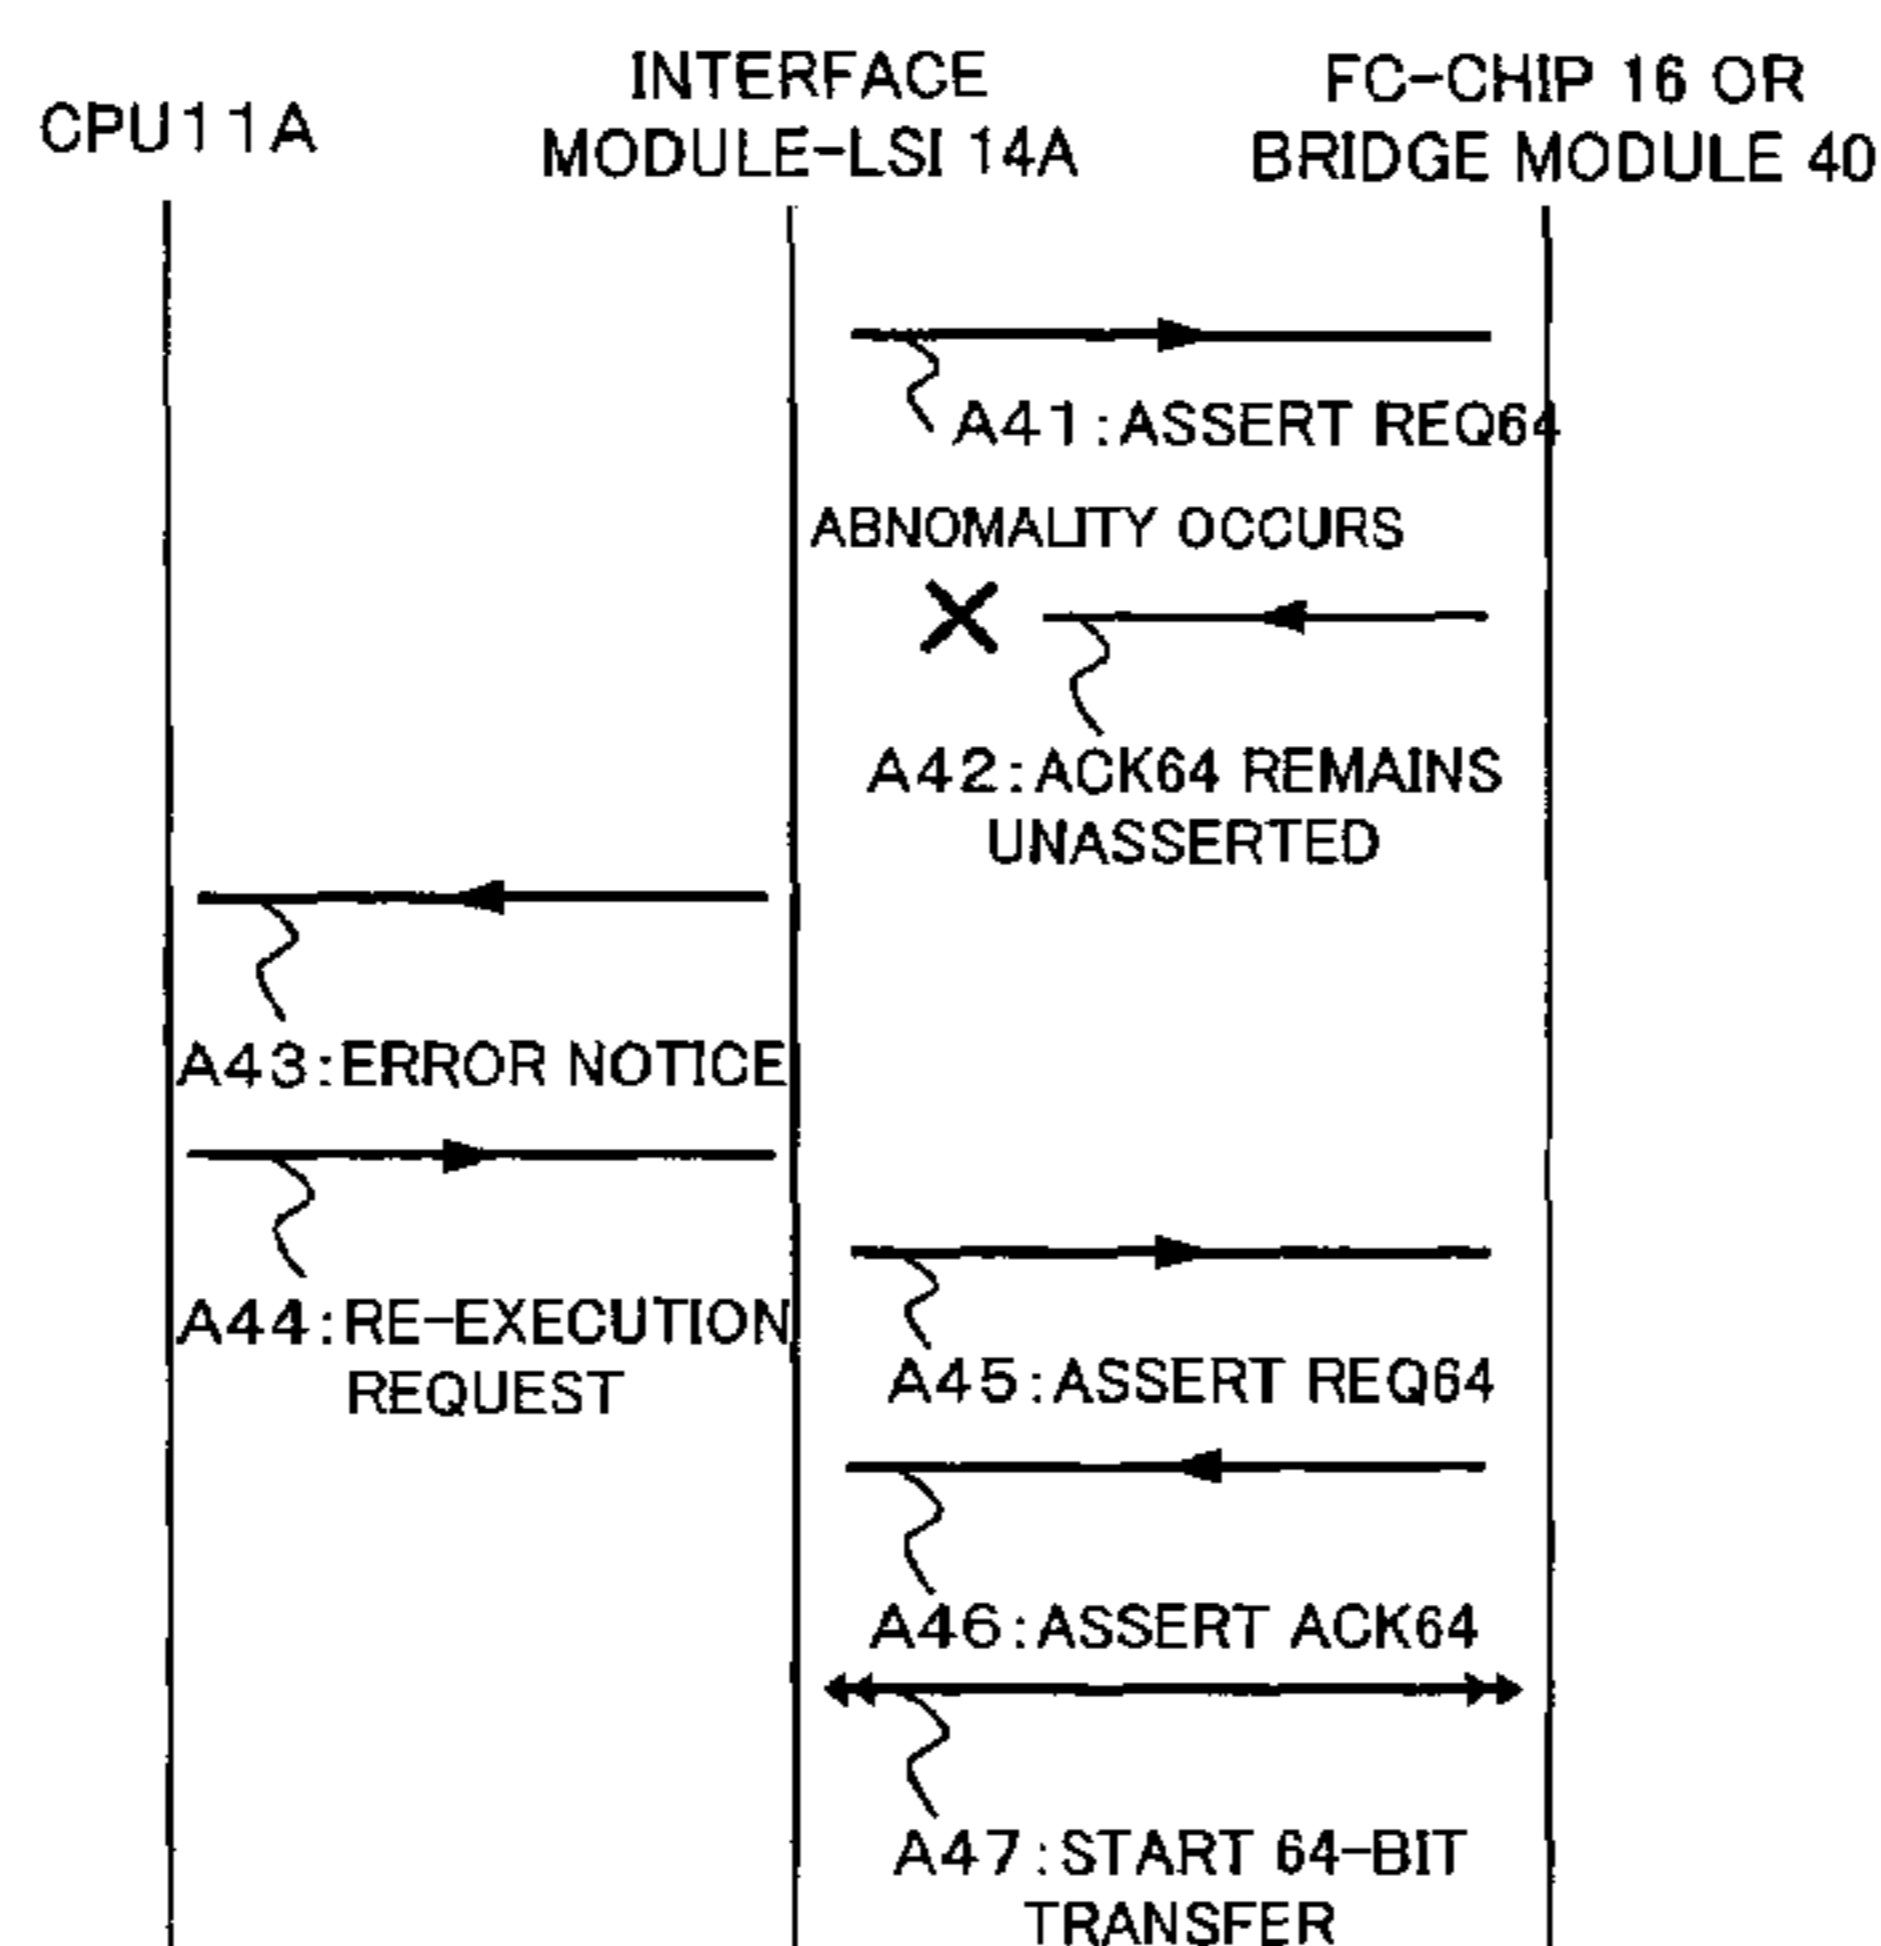 CPU11A
INTERFACE
MODULE-LSI 14A
FC-CHIP 16 OR
BRIDGE MODULE 40
A41:ASSERT REQ64
ABNOMALITY OCCURS
A42:ACK64 REMAINS
UNASSERTED
A43:ERROR NOTICE
A44:RE-EXECUTION
REQUEST
A45:ASSERT REQ64
A46:ASSERT ACK64
A47:START 64-BIT
TRANSFER